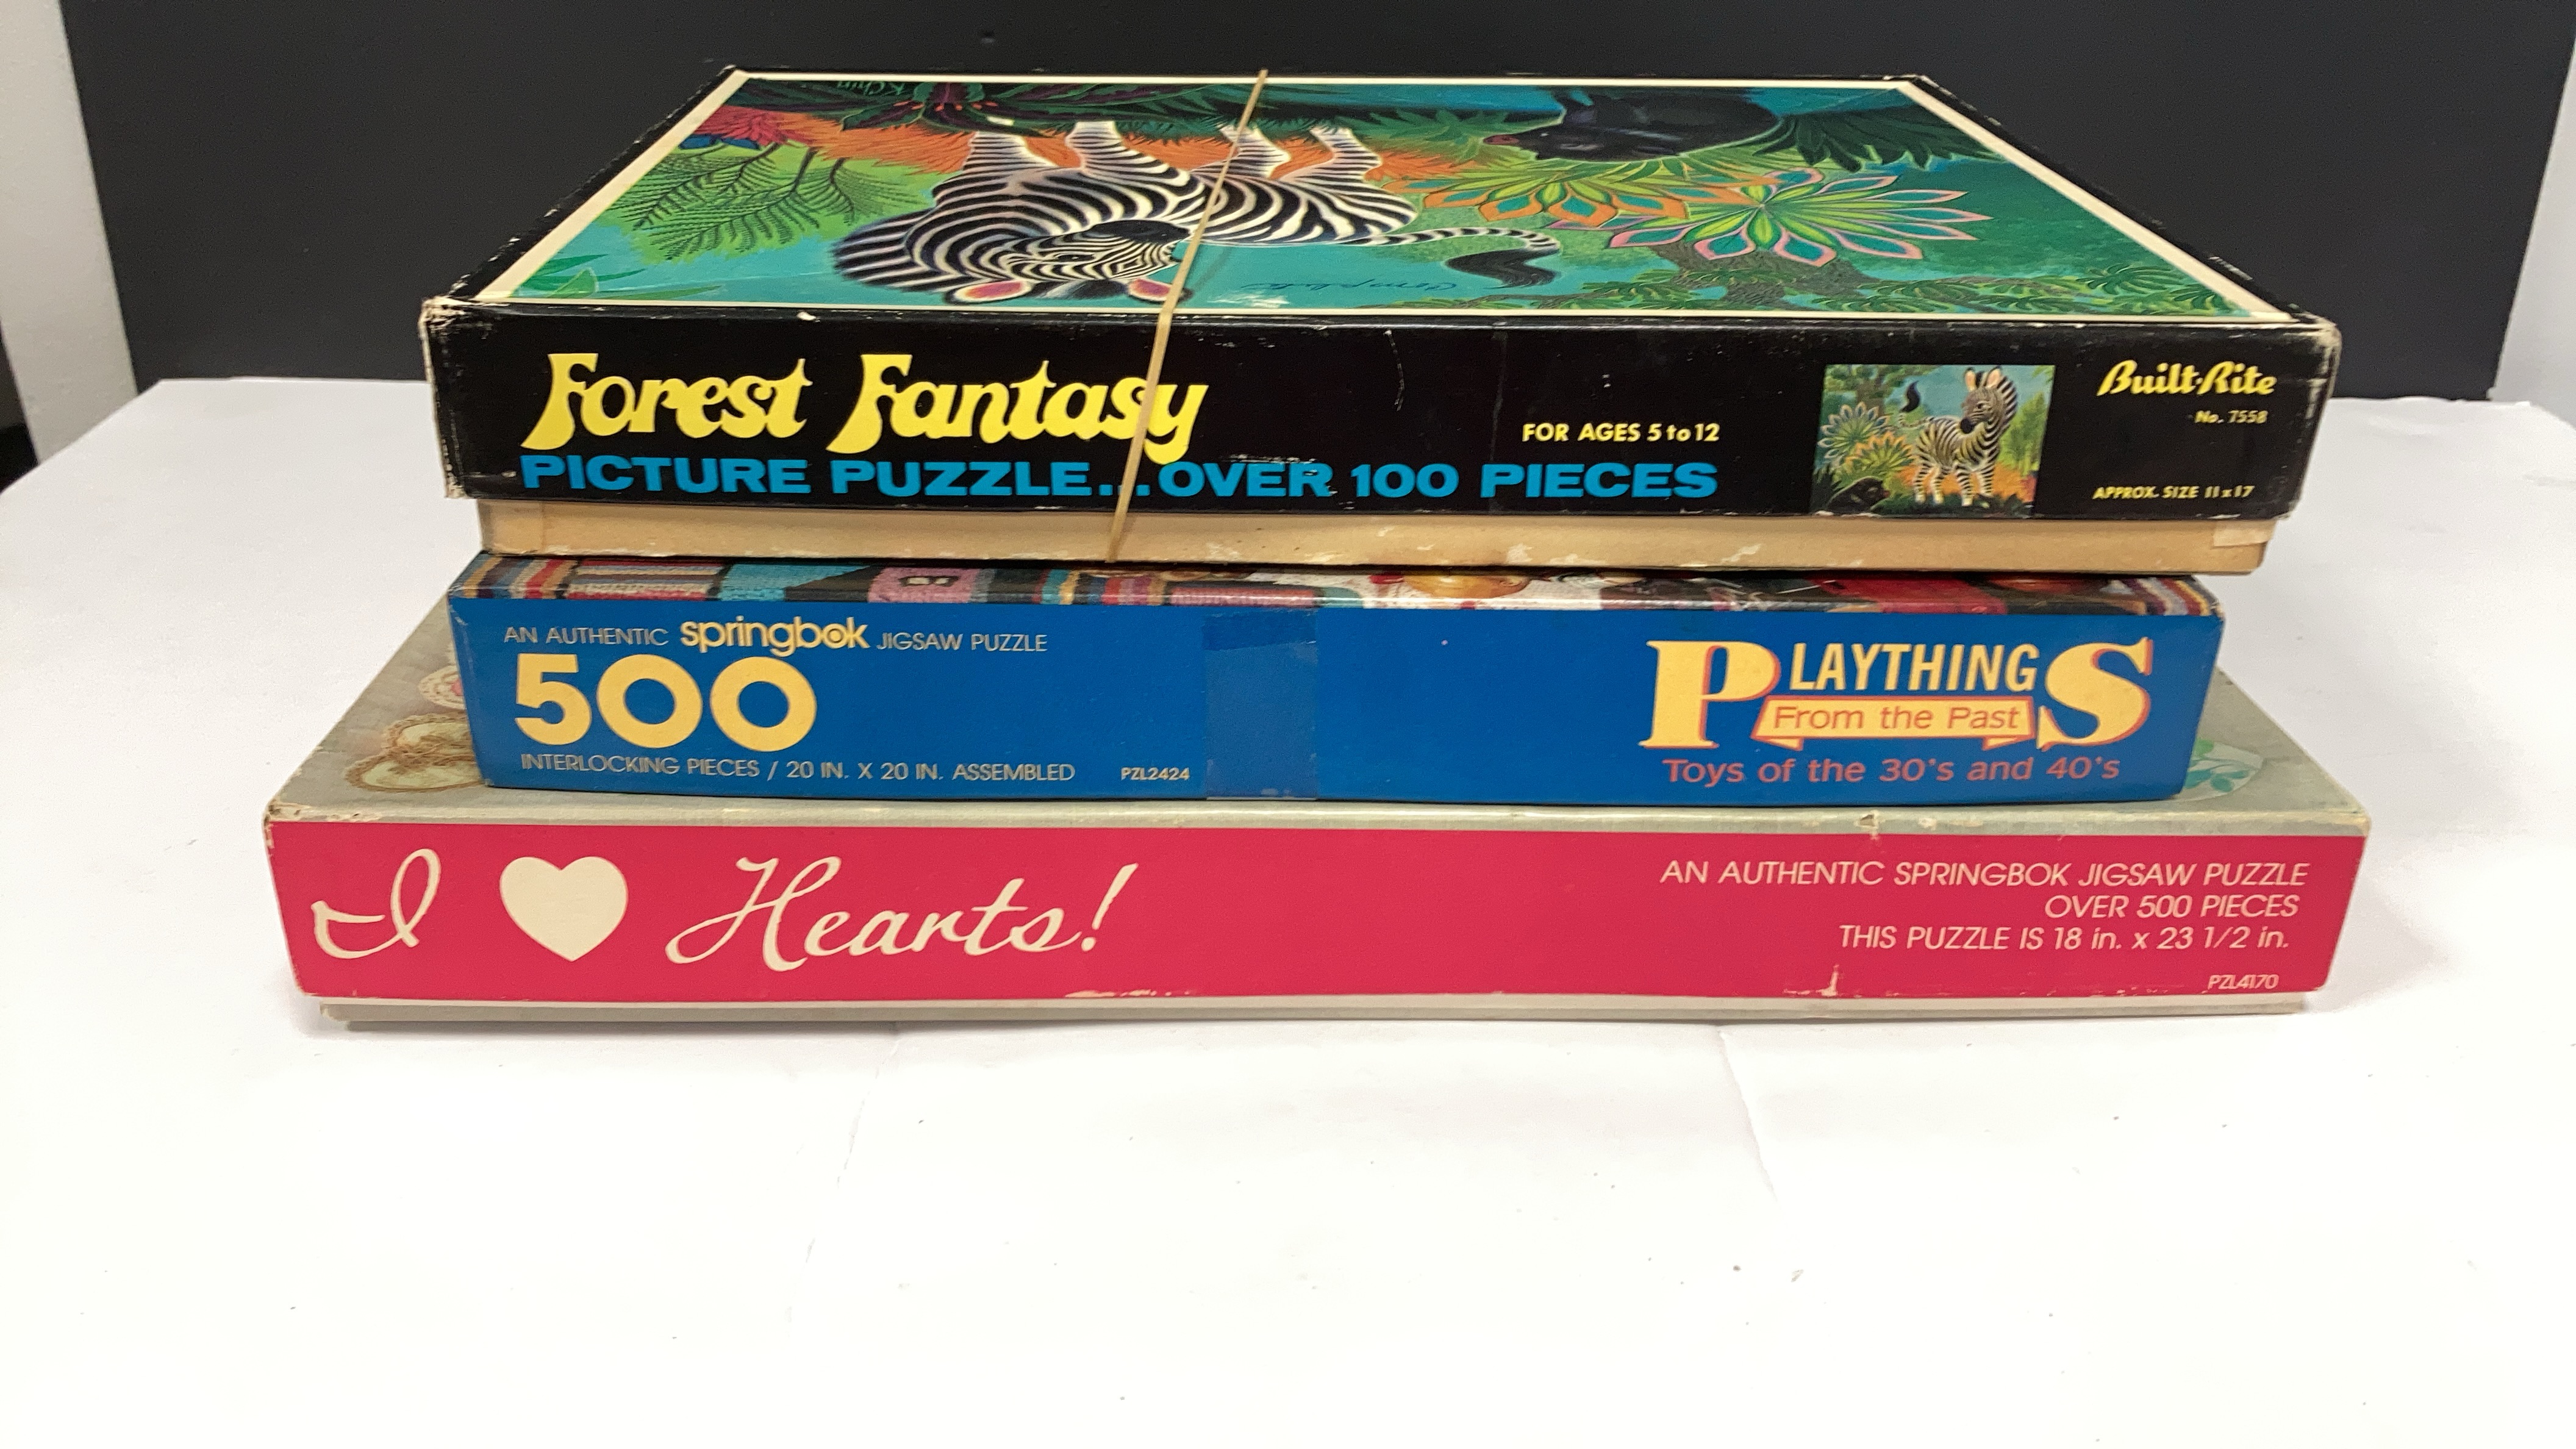 Forest Fantasy
PICTURE PUZZLE...OVER 100 PIECES
FOR AGES 5 to 12
Built-Rite
No. 7558
APPROX. SIZE 11x17
AN AUTHENTIC springbok JIGSAW PUZZLE
500
INTERLOCKING PIECES / 20 IN. X 20 IN. ASSEMBLED
PZL2424
PLAYTHINGS
From the Past
Toys of the 30's and 40's
I ♥ Hearts!
AN AUTHENTIC SPRINGBOK JIGSAW PUZZLE
OVER 500 PIECES
THIS PUZZLE IS 18 in. x 23 1/2 in.
PZL4170